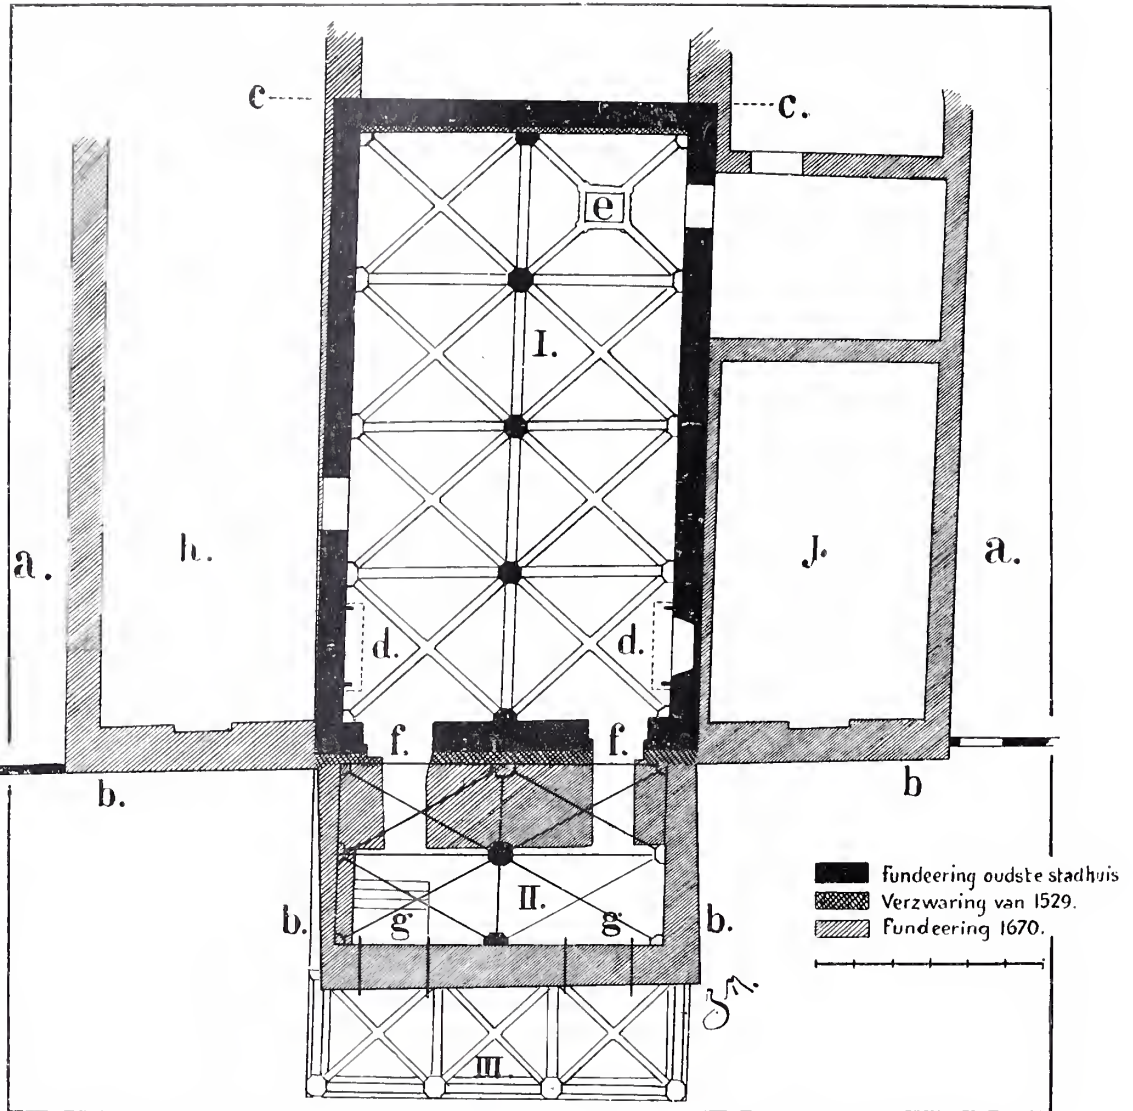 c c.
e
I.
h. J.
a. a.
d. d.
f. f.
b. b
II.
b. g g b.
III.
Fundeering oudste stadhuis
Verzwaring van 1529.
Fundeering 1670.